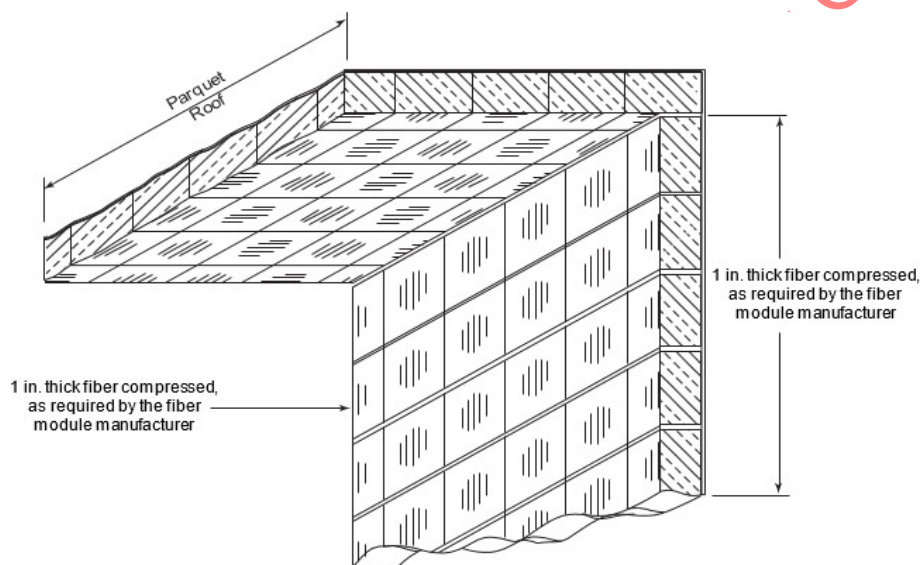 Parquet
Roof
1 in. thick fiber compressed,
as required by the fiber
module manufacturer
1 in. thick fiber compressed,
as required by the fiber
module manufacturer